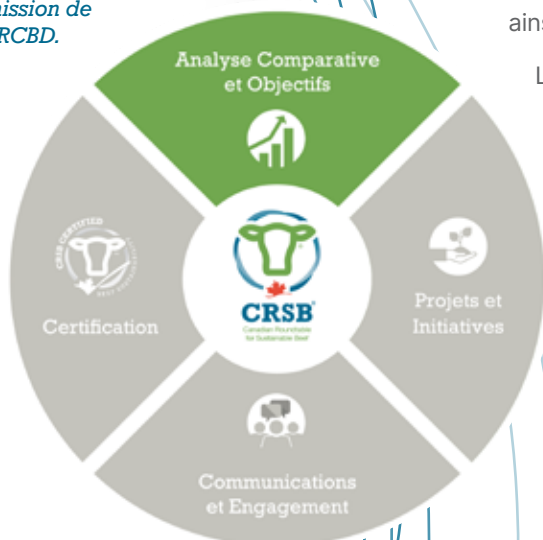 mission de
RCBD.
ains
L
Analyse Comparative
et Objectifs
CRSB CERTIFIED
Certification
CRSB
Canadian Roundtable
for Sustainable Beef
Projets et
Initiatives
Communications
et Engagement